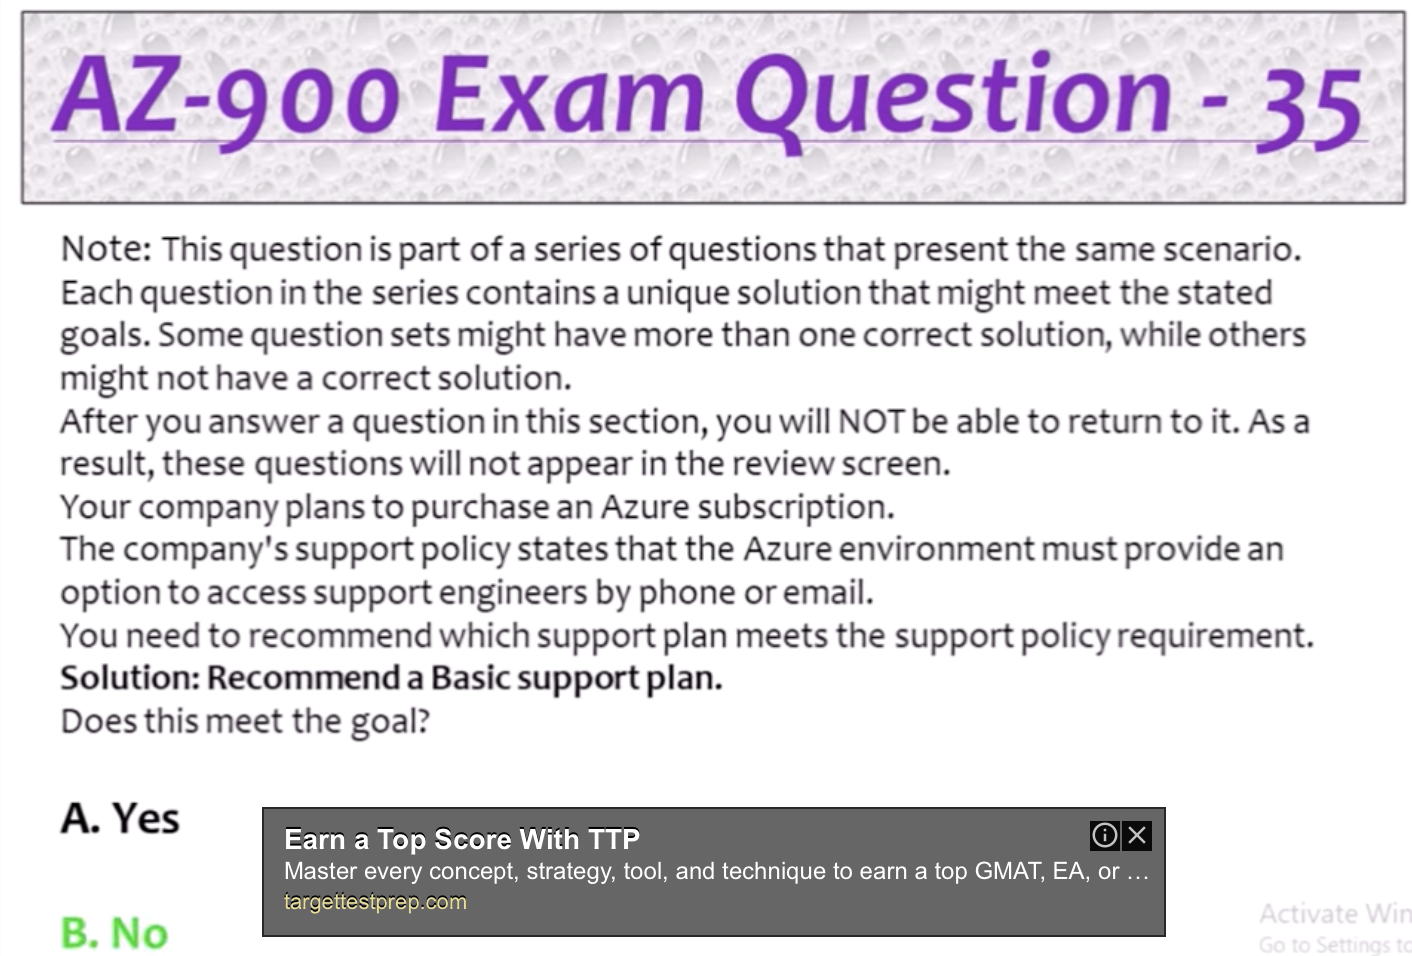 AZ-900 Exam Question - 35
Note: This question is part of a series of questions that present the same scenario.
Each question in the series contains a unique solution that might meet the stated
goals. Some question sets might have more than one correct solution, while others
might not have a correct solution.
After you answer a question in this section, you will NOT be able to return to it. As a
result, these questions will not appear in the review screen.
Your company plans to purchase an Azure subscription.
The company's support policy states that the Azure environment must provide an
option to access support engineers by phone or email.
You need to recommend which support plan meets the support policy requirement.
Solution: Recommend a Basic support plan.
Does this meet the goal?
A. Yes
Earn a Top Score With TTP
Master every concept, strategy, tool, and technique to earn a top GMAT, EA, or ...
targettestprep.com
B. No
Activate Win
Go to Settings to